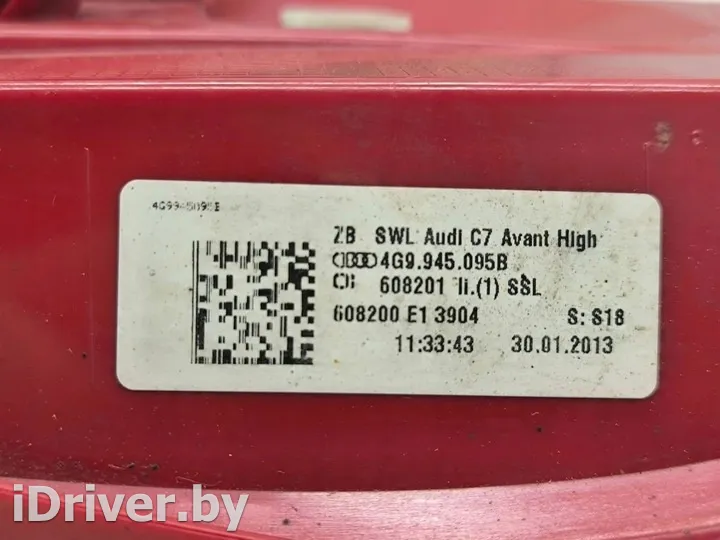 4G9945095B
ZB SWL Audi C7 Avant High
4G9.945.095B
608201 li.(1) SSL
608200 E1 3904 S: S18
11:33:43 30.01.2013
iDriver.by